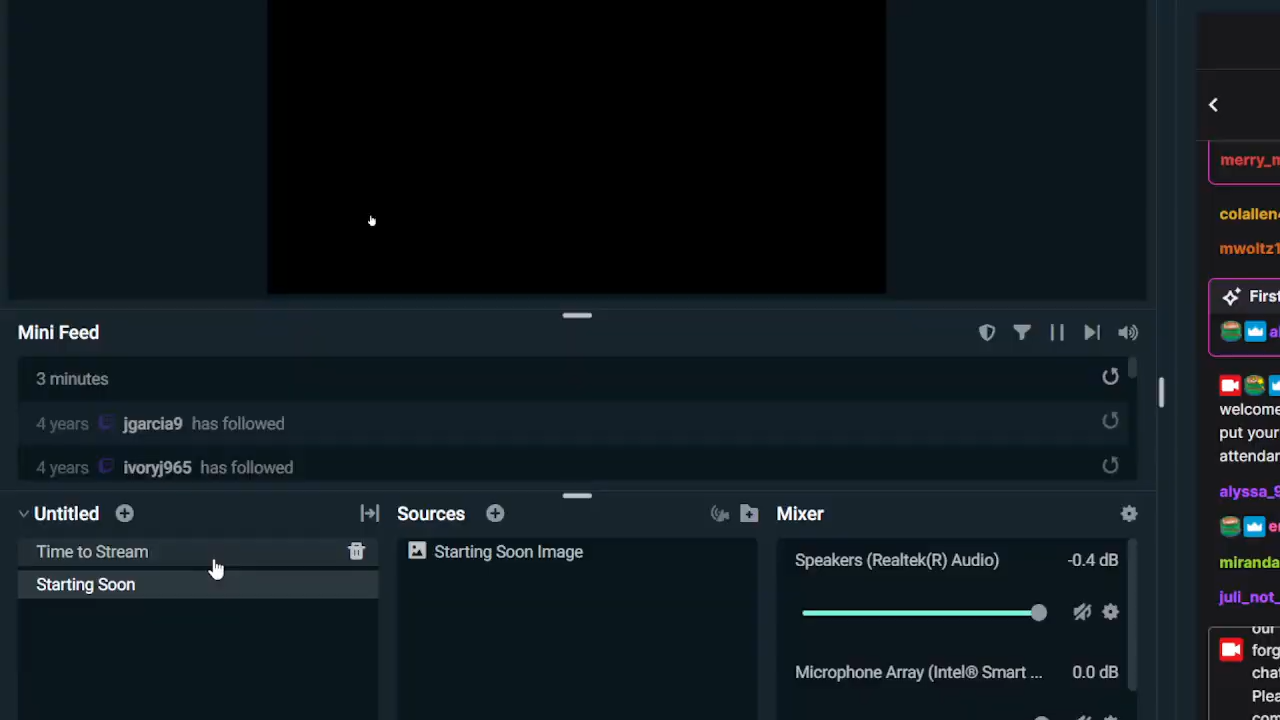 Mini Feed
3 minutes
4 years jgarcia9 has followed
4 years ivoryj965 has followed
Untitled
Time to Stream
Starting Soon
Sources
Starting Soon Image
Mixer
Speakers (Realtek(R) Audio) -0.4 dB
Microphone Array (Intel® Smart ... 0.0 dB
merry_m
colallen
mwoltz1
First
welcome
put your
attendan
alyssa_9
miranda
juli_not_
our
forg
chat
Plea